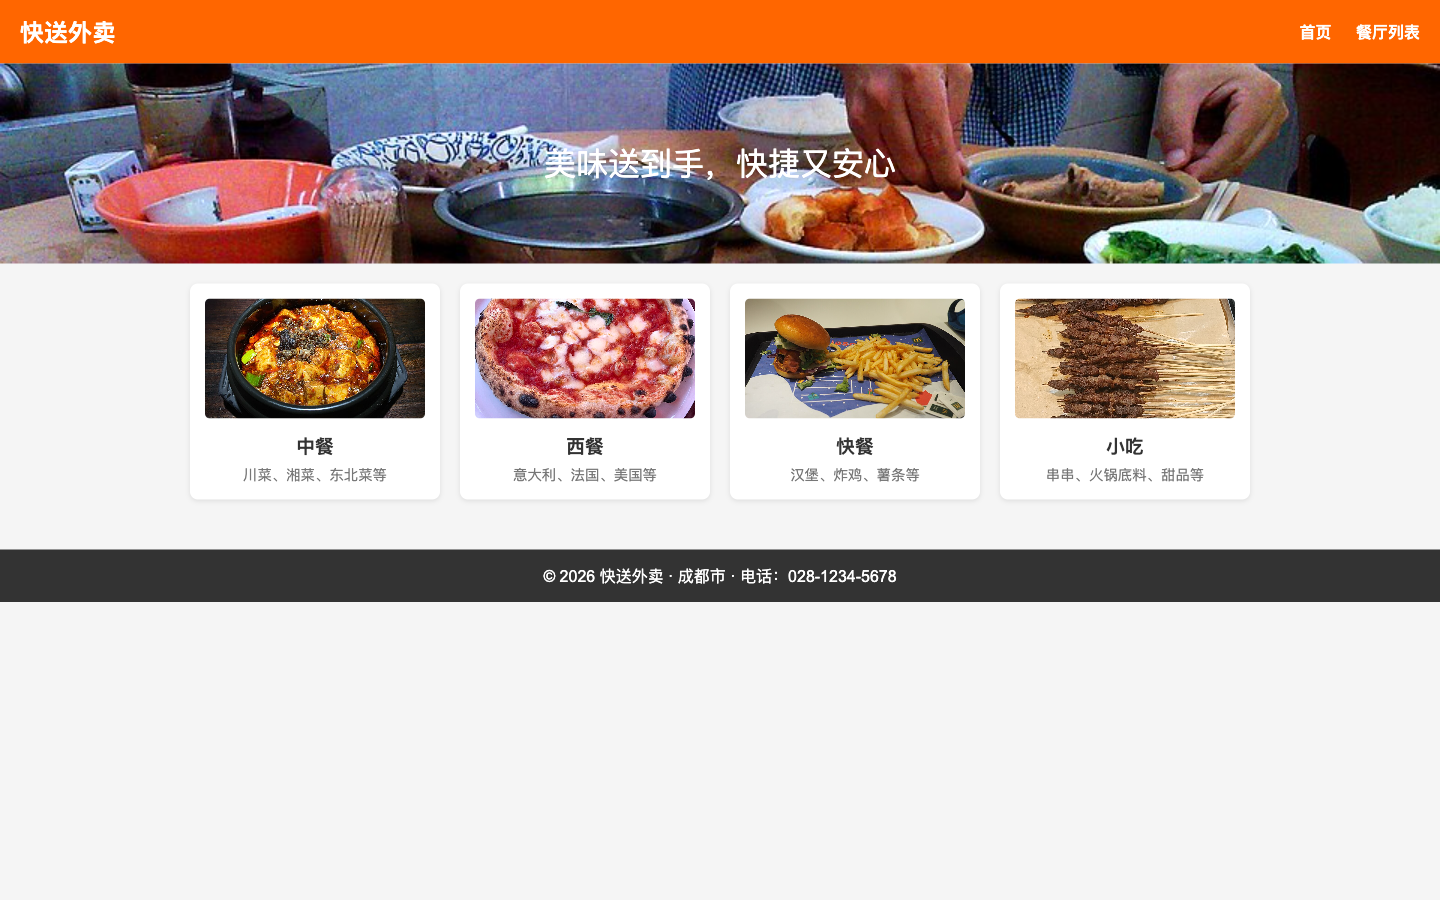 快送外卖
首页 餐厅列表
美味送到手，快捷又安心
中餐
川菜、湘菜、东北菜等
西餐
意大利、法国、美国等
快餐
汉堡、炸鸡、薯条等
小吃
串串、火锅底料、甜品等
© 2026 快送外卖 · 成都市 · 电话：028-1234-5678